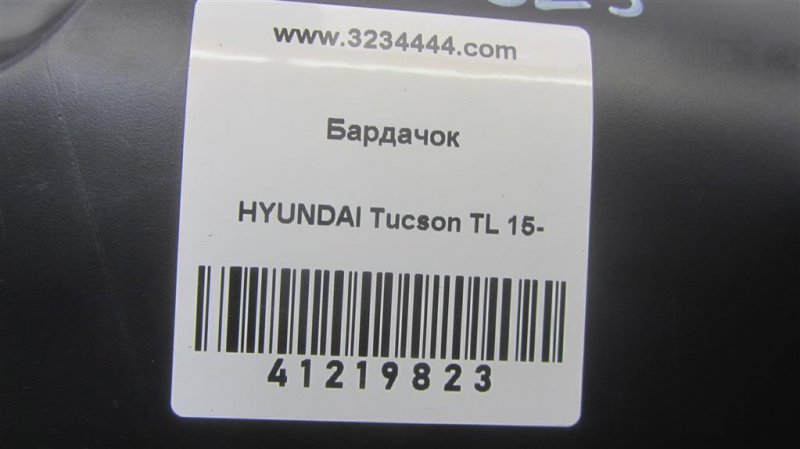 www.3234444.com
Бардачок
HYUNDAI Tucson TL 15-
41219823